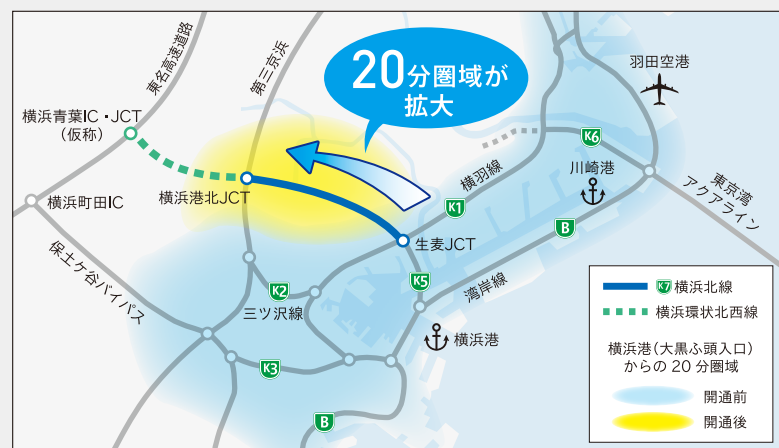 20分圏域が
拡大
東名高速道路
第三京浜
羽田空港
横浜青葉IC・JCT
(仮称)
K6
川崎港
横羽線
東京湾
アクアライン
横浜港北JCT
横浜町田IC
K1
生麦JCT
B
保土ケ谷バイパス
K2
K5
湾岸線
三ツ沢線
横浜港
K3
B
K7 横浜北線
横浜環状北西線
横浜港(大黒ふ頭入口)
からの 20 分圏域
開通前
開通後